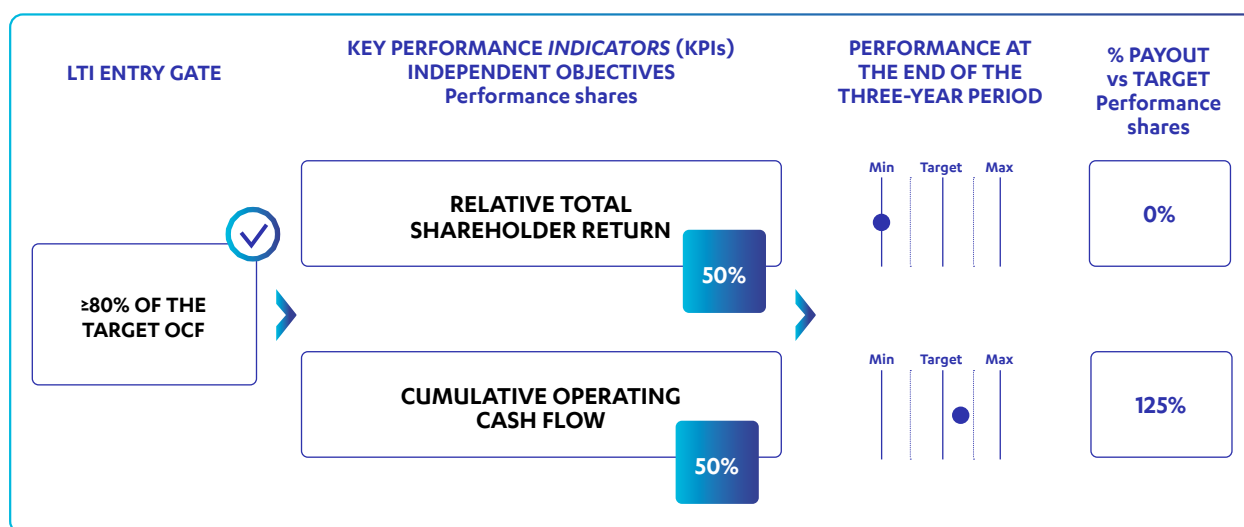 LTI ENTRY GATE
KEY PERFORMANCE INDICATORS (KPIs)
INDEPENDENT OBJECTIVES
Performance shares
PERFORMANCE AT
THE END OF THE
THREE-YEAR PERIOD
% PAYOUT
vs TARGET
Performance
shares
≥80% OF THE
TARGET OCF
RELATIVE TOTAL
SHAREHOLDER RETURN
50%
Min Target Max
0%
CUMULATIVE OPERATING
CASH FLOW
50%
Min Target Max
125%